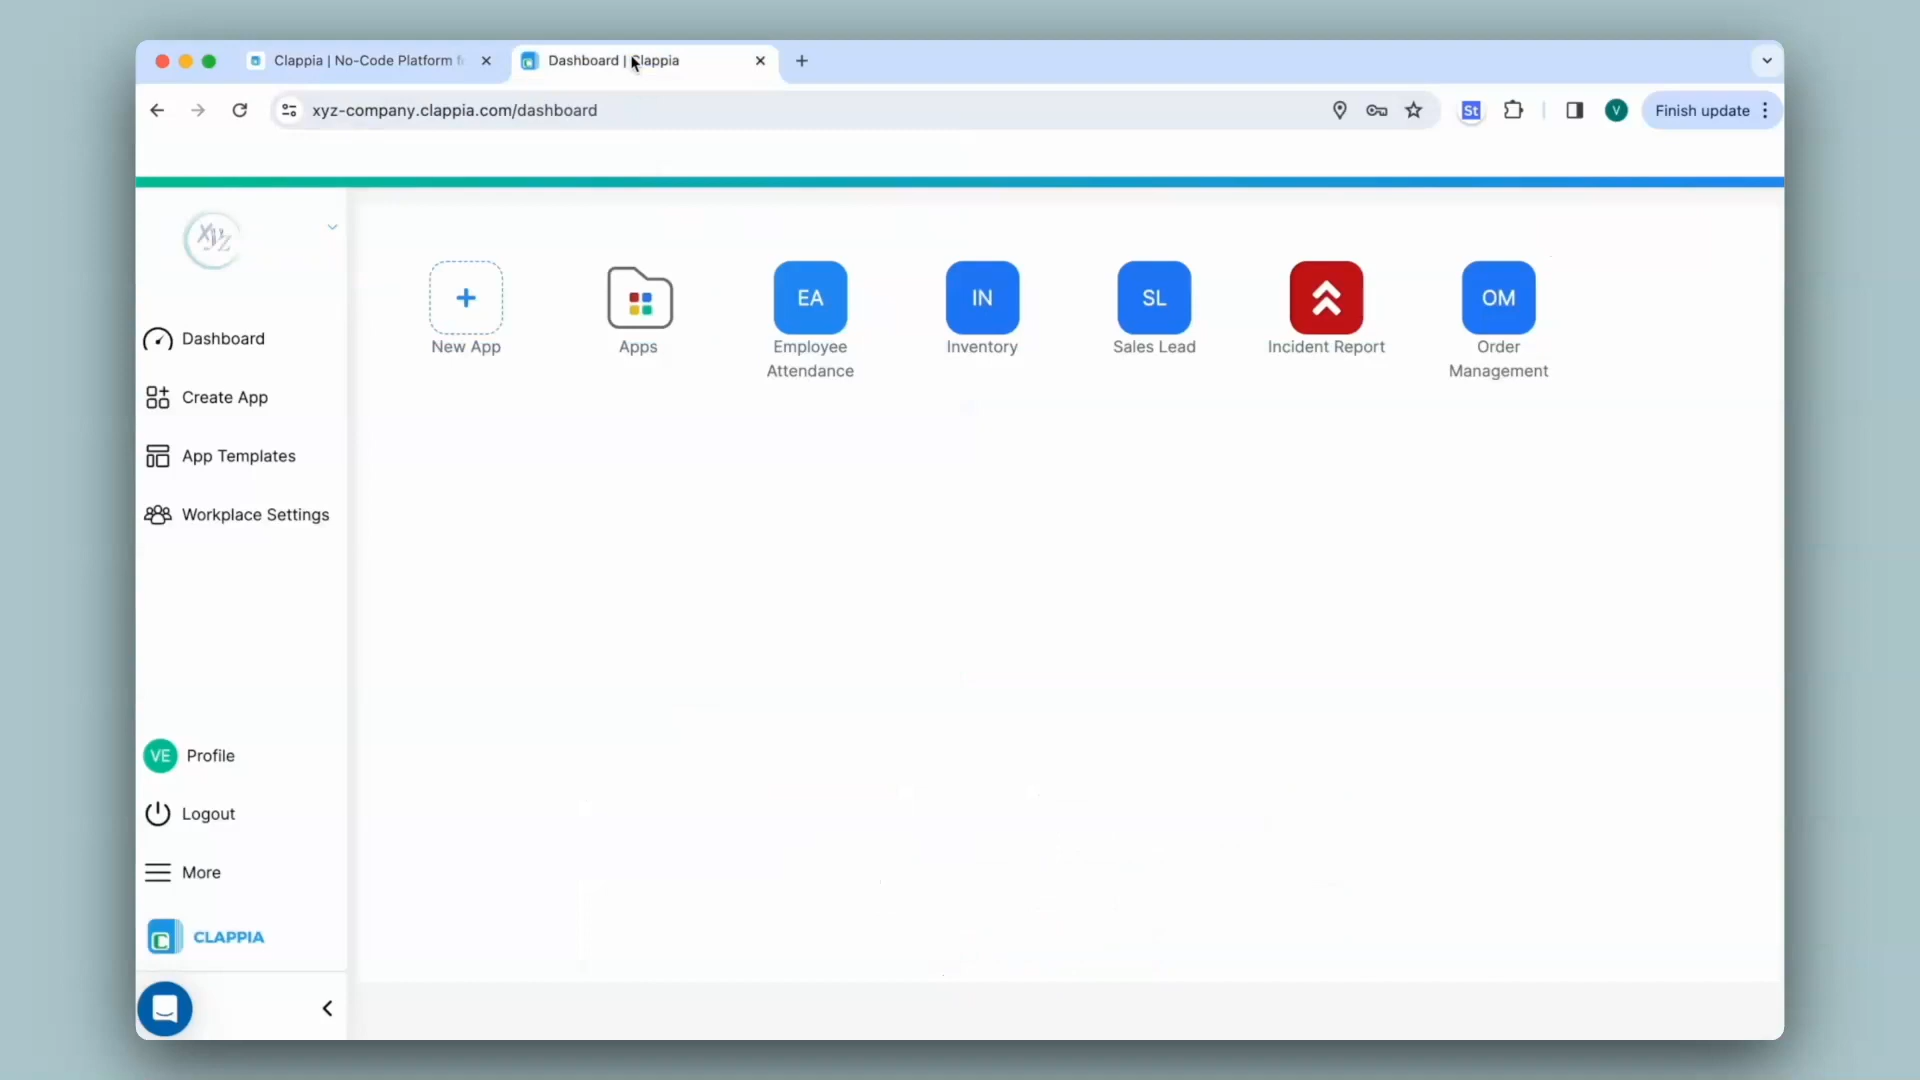 Clappia | No-Code Platform f
Dashboard | Clappia
xyz-company.clappia.com/dashboard
St
V
Finish update
XYZ
Dashboard
Create App
App Templates
Workplace Settings
New App
Apps
EA
Employee
Attendance
IN
Inventory
SL
Sales Lead
Incident Report
OM
Order
Management
VE
Profile
Logout
More
C
CLAPPIA